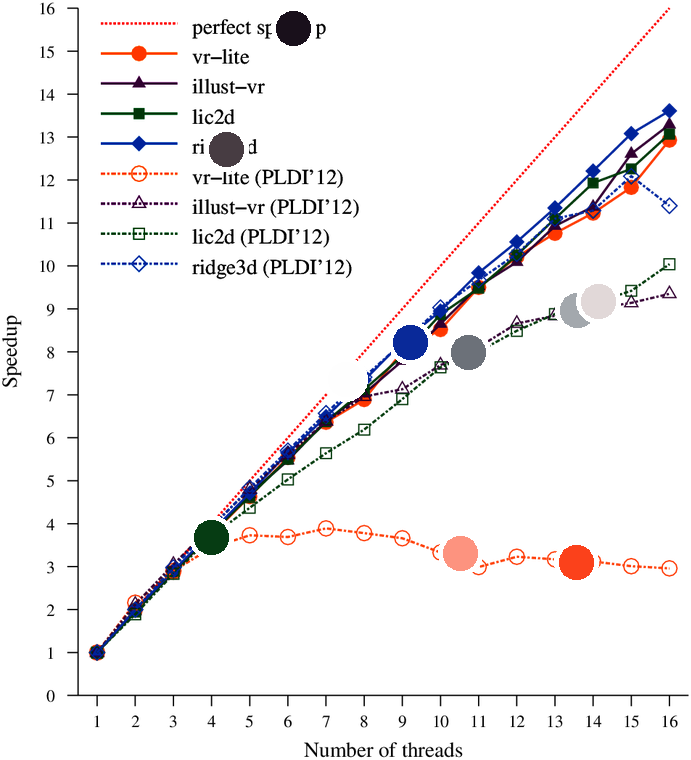 16
15
14
13
12
11
10
9
8
7
6
5
4
3
2
1
0
Speedup
perfect
vr−lite
illust−vr
lic2d
vr−lite (PLDI'12)
illust−vr (PLDI'12)
lic2d (PLDI'12)
ridge3d (PLDI'12)
1 2 3 4 5 6 7 8 9 10 11 12 13 14 15 16
Number of threads